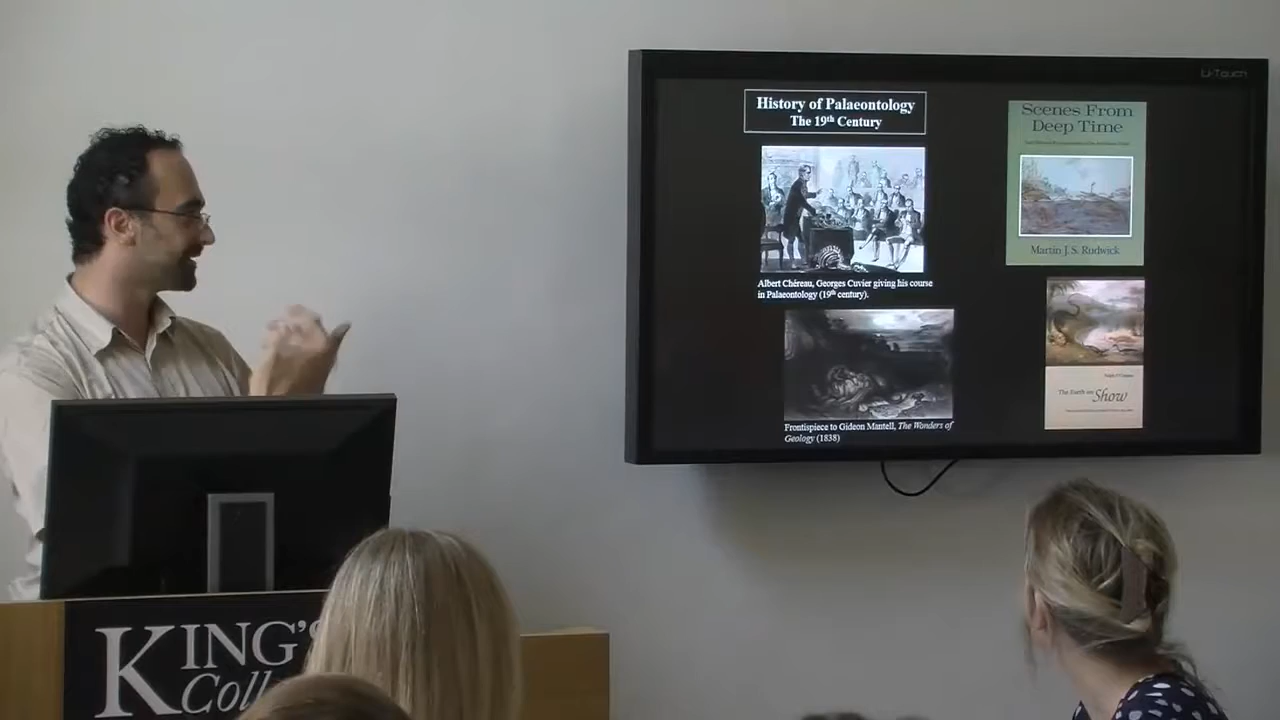 U-Touch
History of Palaeontology
The 19th Century
Albert Chéreau, Georges Cuvier giving his course
in Palaeontology (19th century).
Frontispiece to Gideon Mantell, The Wonders of
Geology (1838)
Scenes From
Deep Time
Martin J. S. Rudwick
The Earth on
Show
KING'S
Coll